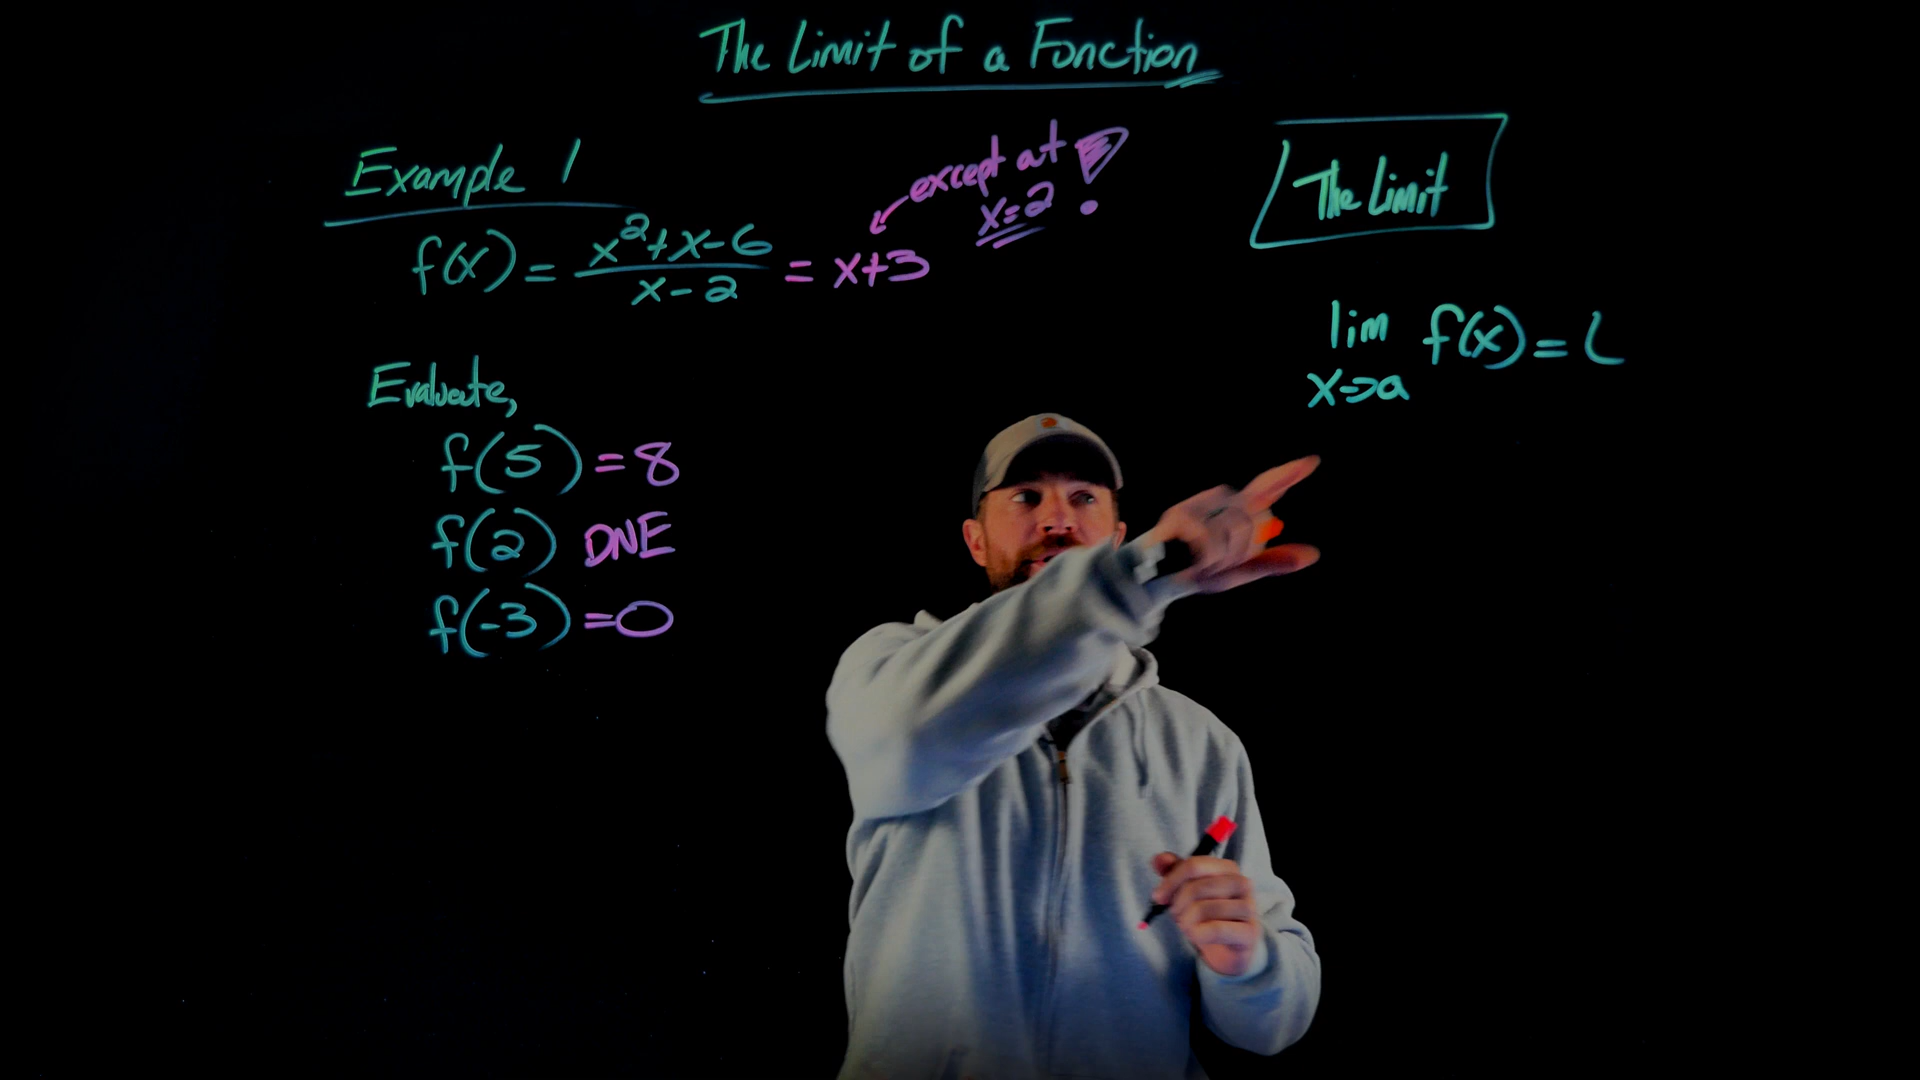 The Limit of a Function
Example 1
f(x) = x²+x-6 / x-2 = x+3
except at
x=2 !
Evaluate,
f(5) = 8
f(2) DNE
f(-3) = 0
The Limit
lim f(x) = L
x→a